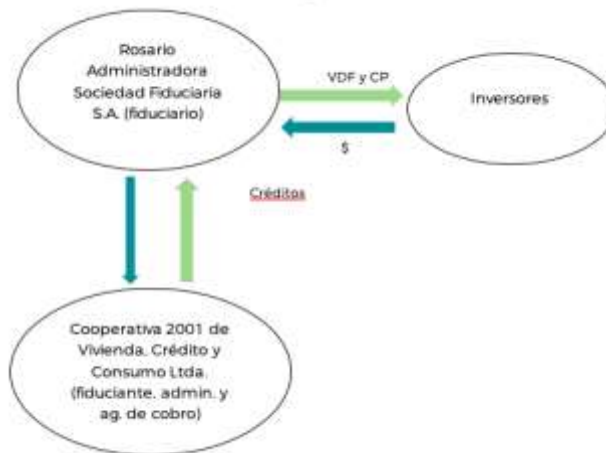 Rosario
Administradora
Sociedad Fiduciaria
S.A. (fiduciario)
VDF y CP
Inversores
$
Créditos
Cooperativa 2001 de
Vivienda, Crédito y
Consumo Ltda.
(fiduciante, admin. y
ag. de cobro)